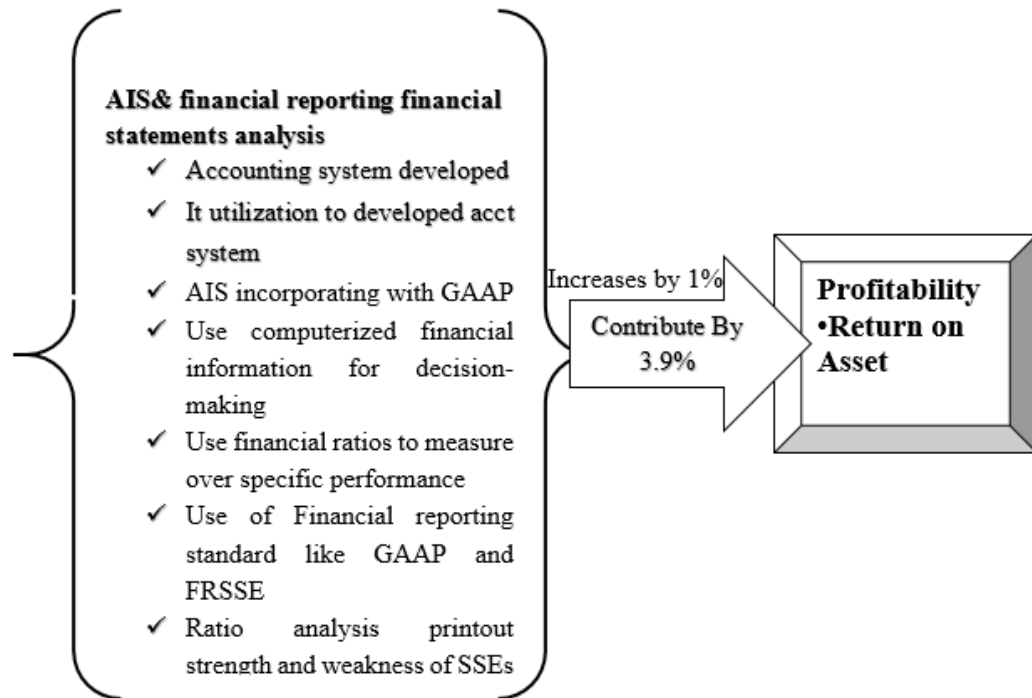 AIS& financial reporting financial
statements analysis
✓ Accounting system developed
✓ It utilization to developed acct
system
✓ AIS incorporating with GAAP
✓ Use computerized financial
information for decision-
making
✓ Use financial ratios to measure
over specific performance
✓ Use of Financial reporting
standard like GAAP and
FRSSE
✓ Ratio analysis printout
strength and weakness of SSEs
Increases by 1%
Contribute By
3.9%
Profitability
•Return on
Asset